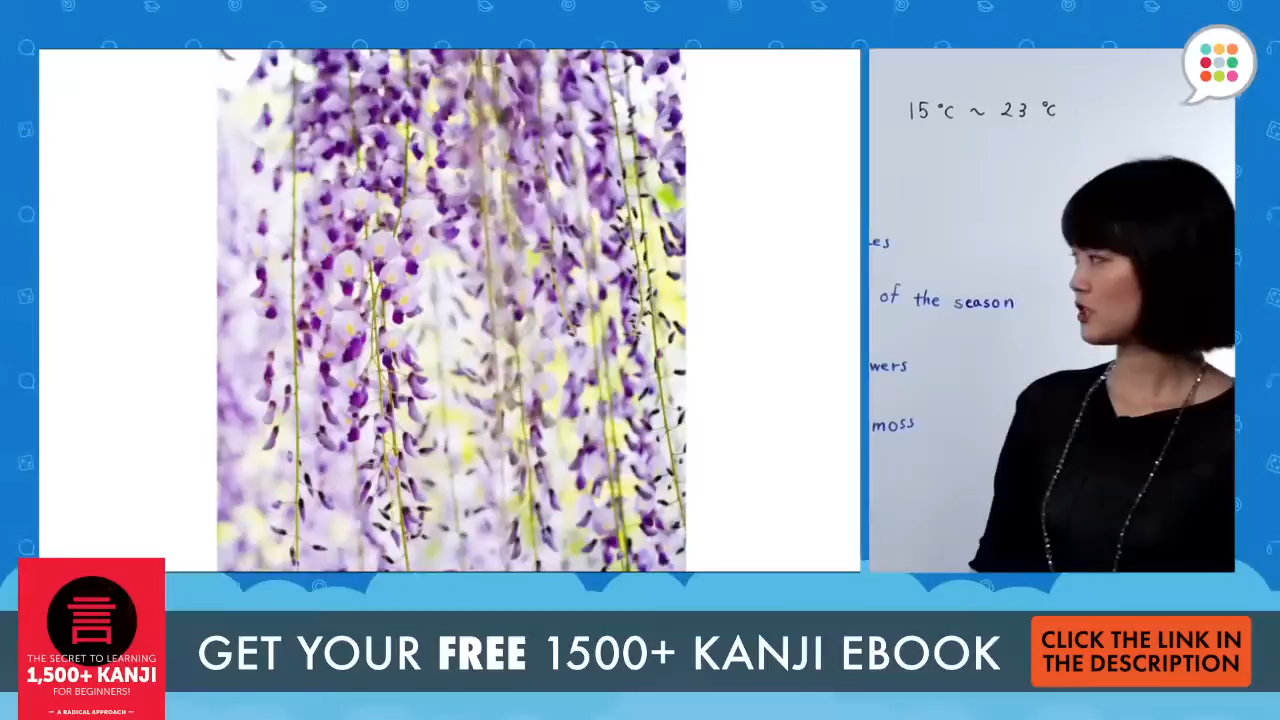 15°C ~ 23 °C
es
of the season
wers
moss
言
THE SECRET TO LEARNING
1,500+ KANJI
FOR BEGINNERS!
— A RADICAL APPROACH —
GET YOUR FREE 1500+ KANJI EBOOK
CLICK THE LINK IN
THE DESCRIPTION